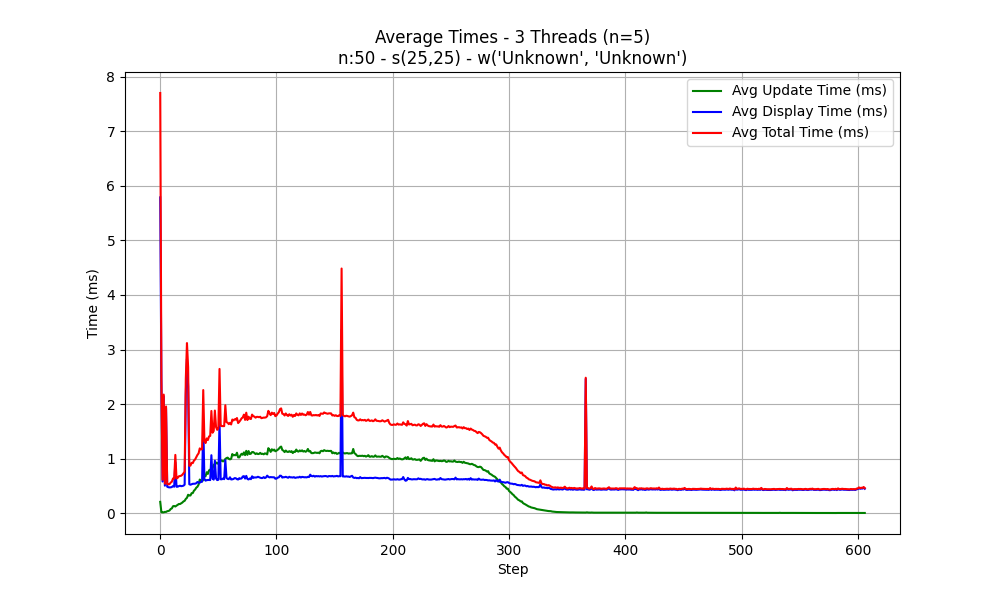 Average Times - 3 Threads (n=5)
n:50 - s(25,25) - w('Unknown', 'Unknown')
Avg Update Time (ms)
Avg Display Time (ms)
Avg Total Time (ms)
Time (ms)
8
7
6
5
4
3
2
1
0
0 100 200 300 400 500 600
Step